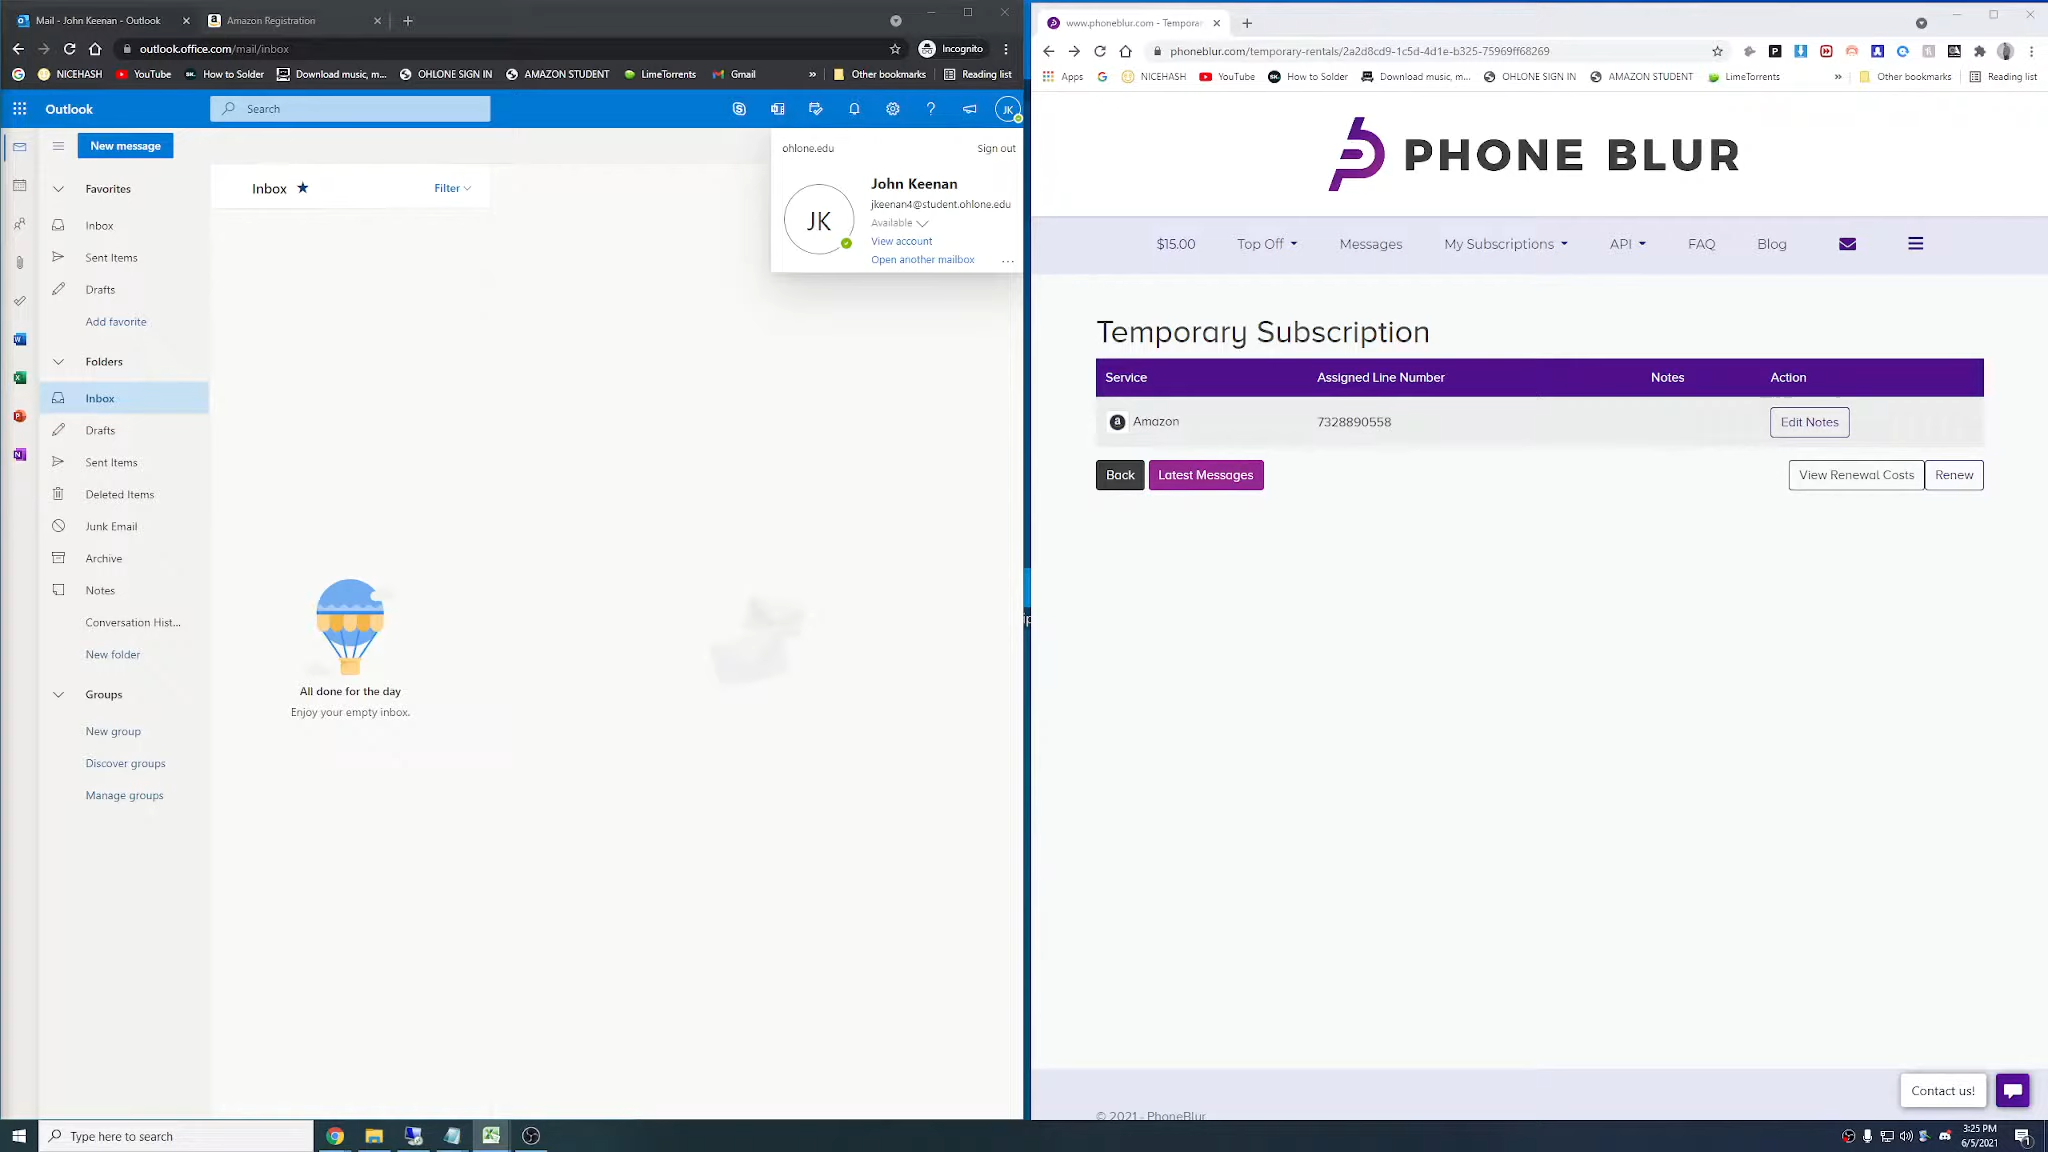 Mail - John Keenan - Outlook
Amazon Registration
outlook.office.com/mail/inbox
Incognito
NICEHASH
YouTube
How to Solder
Download music, m...
OHLONE SIGN IN
AMAZON STUDENT
LimeTorrents
Gmail
»
Other bookmarks
Reading list
Outlook
Search
JK
New message
Favorites
Inbox
Sent Items
Drafts
Add favorite
Folders
Inbox
Drafts
Sent Items
Deleted Items
Junk Email
Archive
Notes
Conversation Hist...
New folder
Groups
New group
Discover groups
Manage groups
Inbox
Filter
All done for the day
Enjoy your empty inbox.
ohlone.edu
Sign out
JK
John Keenan
jkeenan4@student.ohlone.edu
Available
View account
Open another mailbox
...
www.phoneblur.com - Tempora
phoneblur.com/temporary-rentals/2a2d8cd9-1c5d-4d1e-b325-75969ff68269
Apps
NICEHASH
YouTube
How to Solder
Download music, m...
OHLONE SIGN IN
AMAZON STUDENT
LimeTorrents
»
Other bookmarks
Reading list
PHONE BLUR
$15.00
Top Off
Messages
My Subscriptions
API
FAQ
Blog
Temporary Subscription
Service Assigned Line Number Notes Action
Amazon 7328890558 Edit Notes
Back
Latest Messages
View Renewal Costs
Renew
Contact us!
© 2021 - PhoneBlur
Type here to search
3:25 PM
6/5/2021